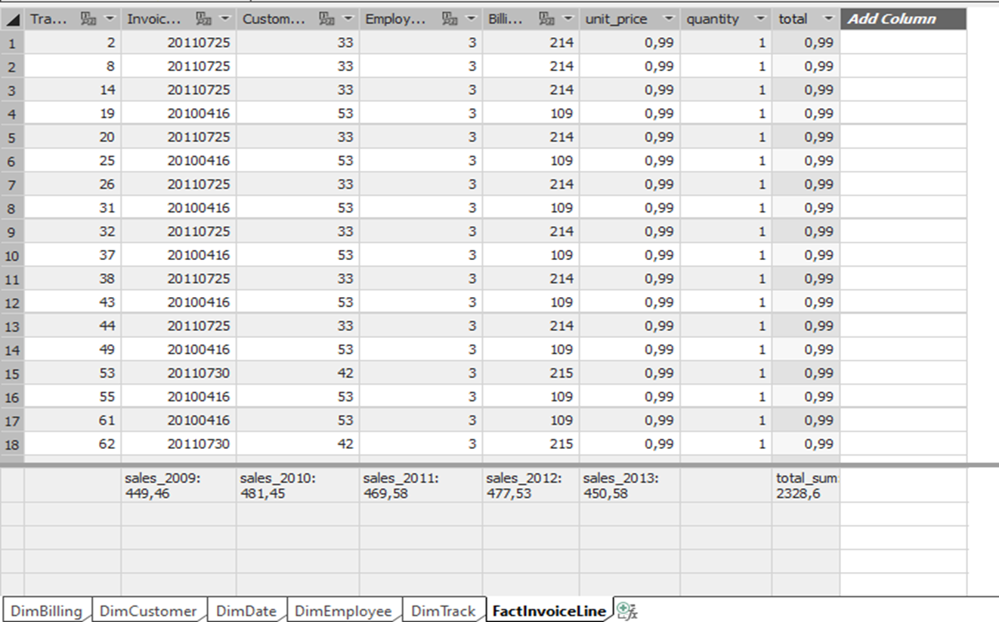 Tra... Invoic... Custom... Employ... Billi... unit_price quantity total Add Column
1 2 20110725 33 3 214 0,99 1 0,99
2 8 20110725 33 3 214 0,99 1 0,99
3 14 20110725 33 3 214 0,99 1 0,99
4 19 20100416 53 3 109 0,99 1 0,99
5 20 20110725 33 3 214 0,99 1 0,99
6 25 20100416 53 3 109 0,99 1 0,99
7 26 20110725 33 3 214 0,99 1 0,99
8 31 20100416 53 3 109 0,99 1 0,99
9 32 20110725 33 3 214 0,99 1 0,99
10 37 20100416 53 3 109 0,99 1 0,99
11 38 20110725 33 3 214 0,99 1 0,99
12 43 20100416 53 3 109 0,99 1 0,99
13 44 20110725 33 3 214 0,99 1 0,99
14 49 20100416 53 3 109 0,99 1 0,99
15 53 20110730 42 3 215 0,99 1 0,99
16 55 20100416 53 3 109 0,99 1 0,99
17 61 20100416 53 3 109 0,99 1 0,99
18 62 20110730 42 3 215 0,99 1 0,99
sales_2009: sales_2010: sales_2011: sales_2012: sales_2013: total_sum:
449,46 481,45 469,58 477,53 450,58 2328,6
DimBilling DimCustomer DimDate DimEmployee DimTrack FactInvoiceLine